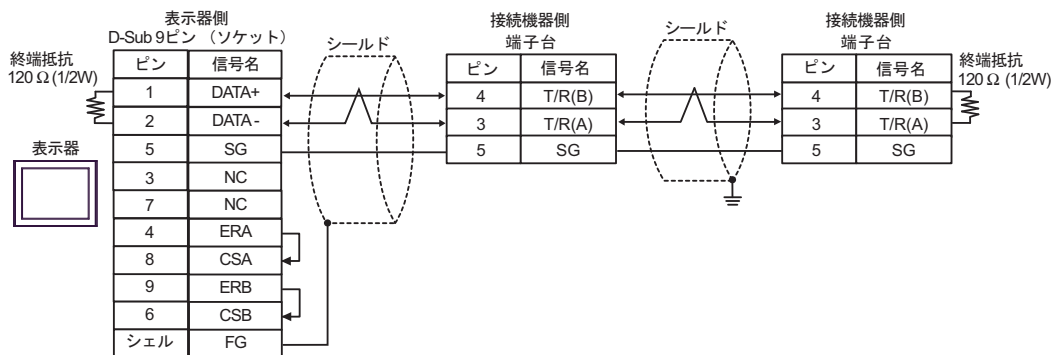 表示器側
D-Sub 9ピン （ソケット）
終端抵抗
120 Ω (1/2W)
表示器
ピン 信号名
1 DATA+
2 DATA-
5 SG
3 NC
7 NC
4 ERA
8 CSA
9 ERB
6 CSB
シェル FG
シールド
接続機器側
端子台
ピン 信号名
4 T/R(B)
3 T/R(A)
5 SG
シールド
接続機器側
端子台
ピン 信号名
4 T/R(B)
3 T/R(A)
5 SG
終端抵抗
120 Ω (1/2W)